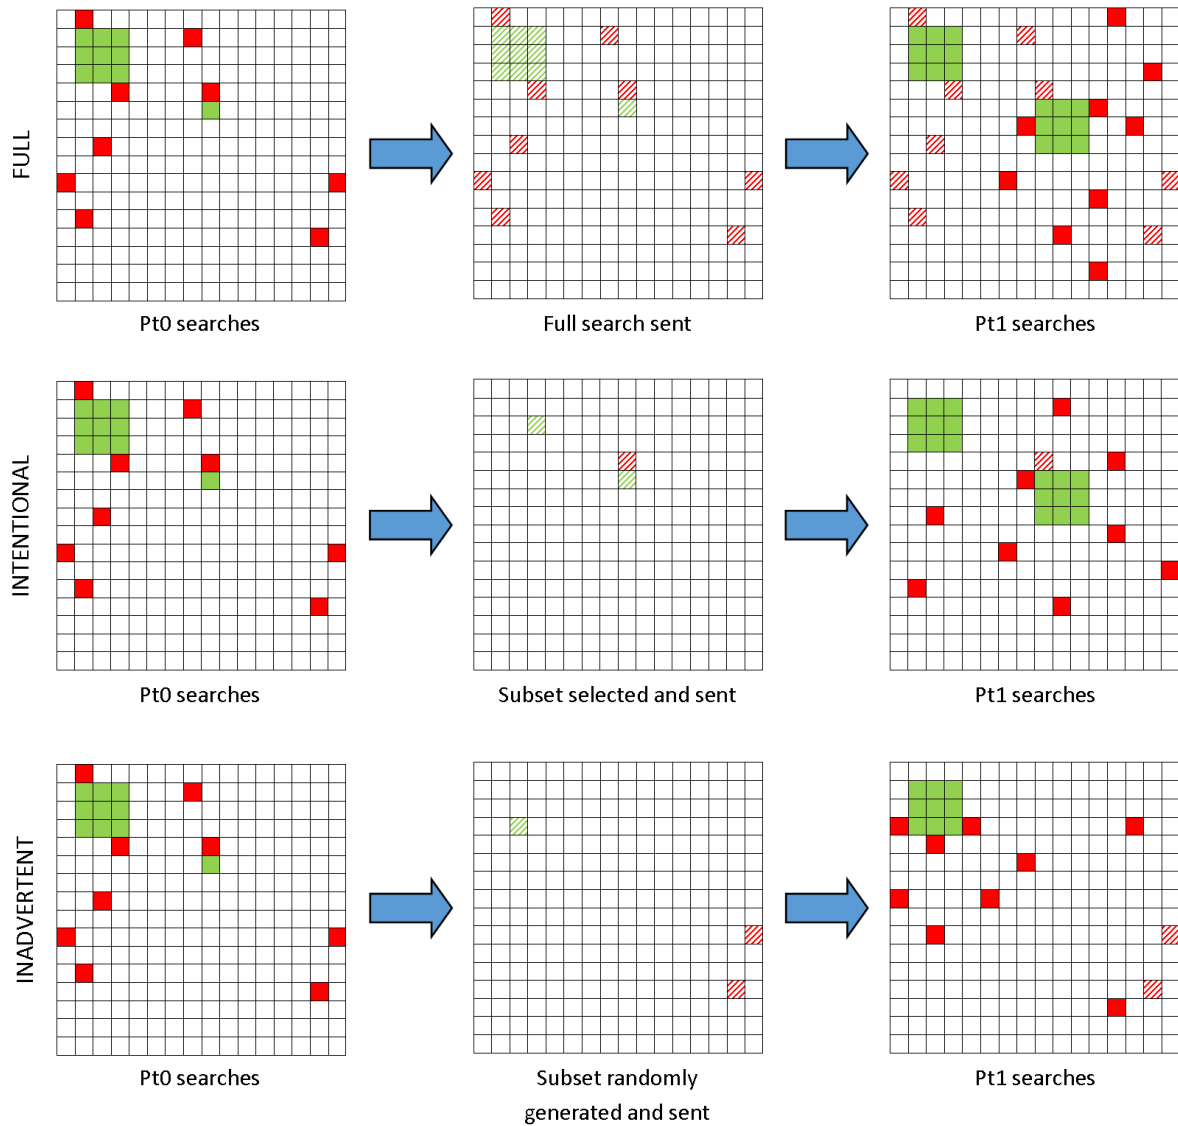 FULL
Pt0 searches
Full search sent
Pt1 searches
INTENTIONAL
Pt0 searches
Subset selected and sent
Pt1 searches
INADVERTENT
Pt0 searches
Subset randomly
generated and sent
Pt1 searches